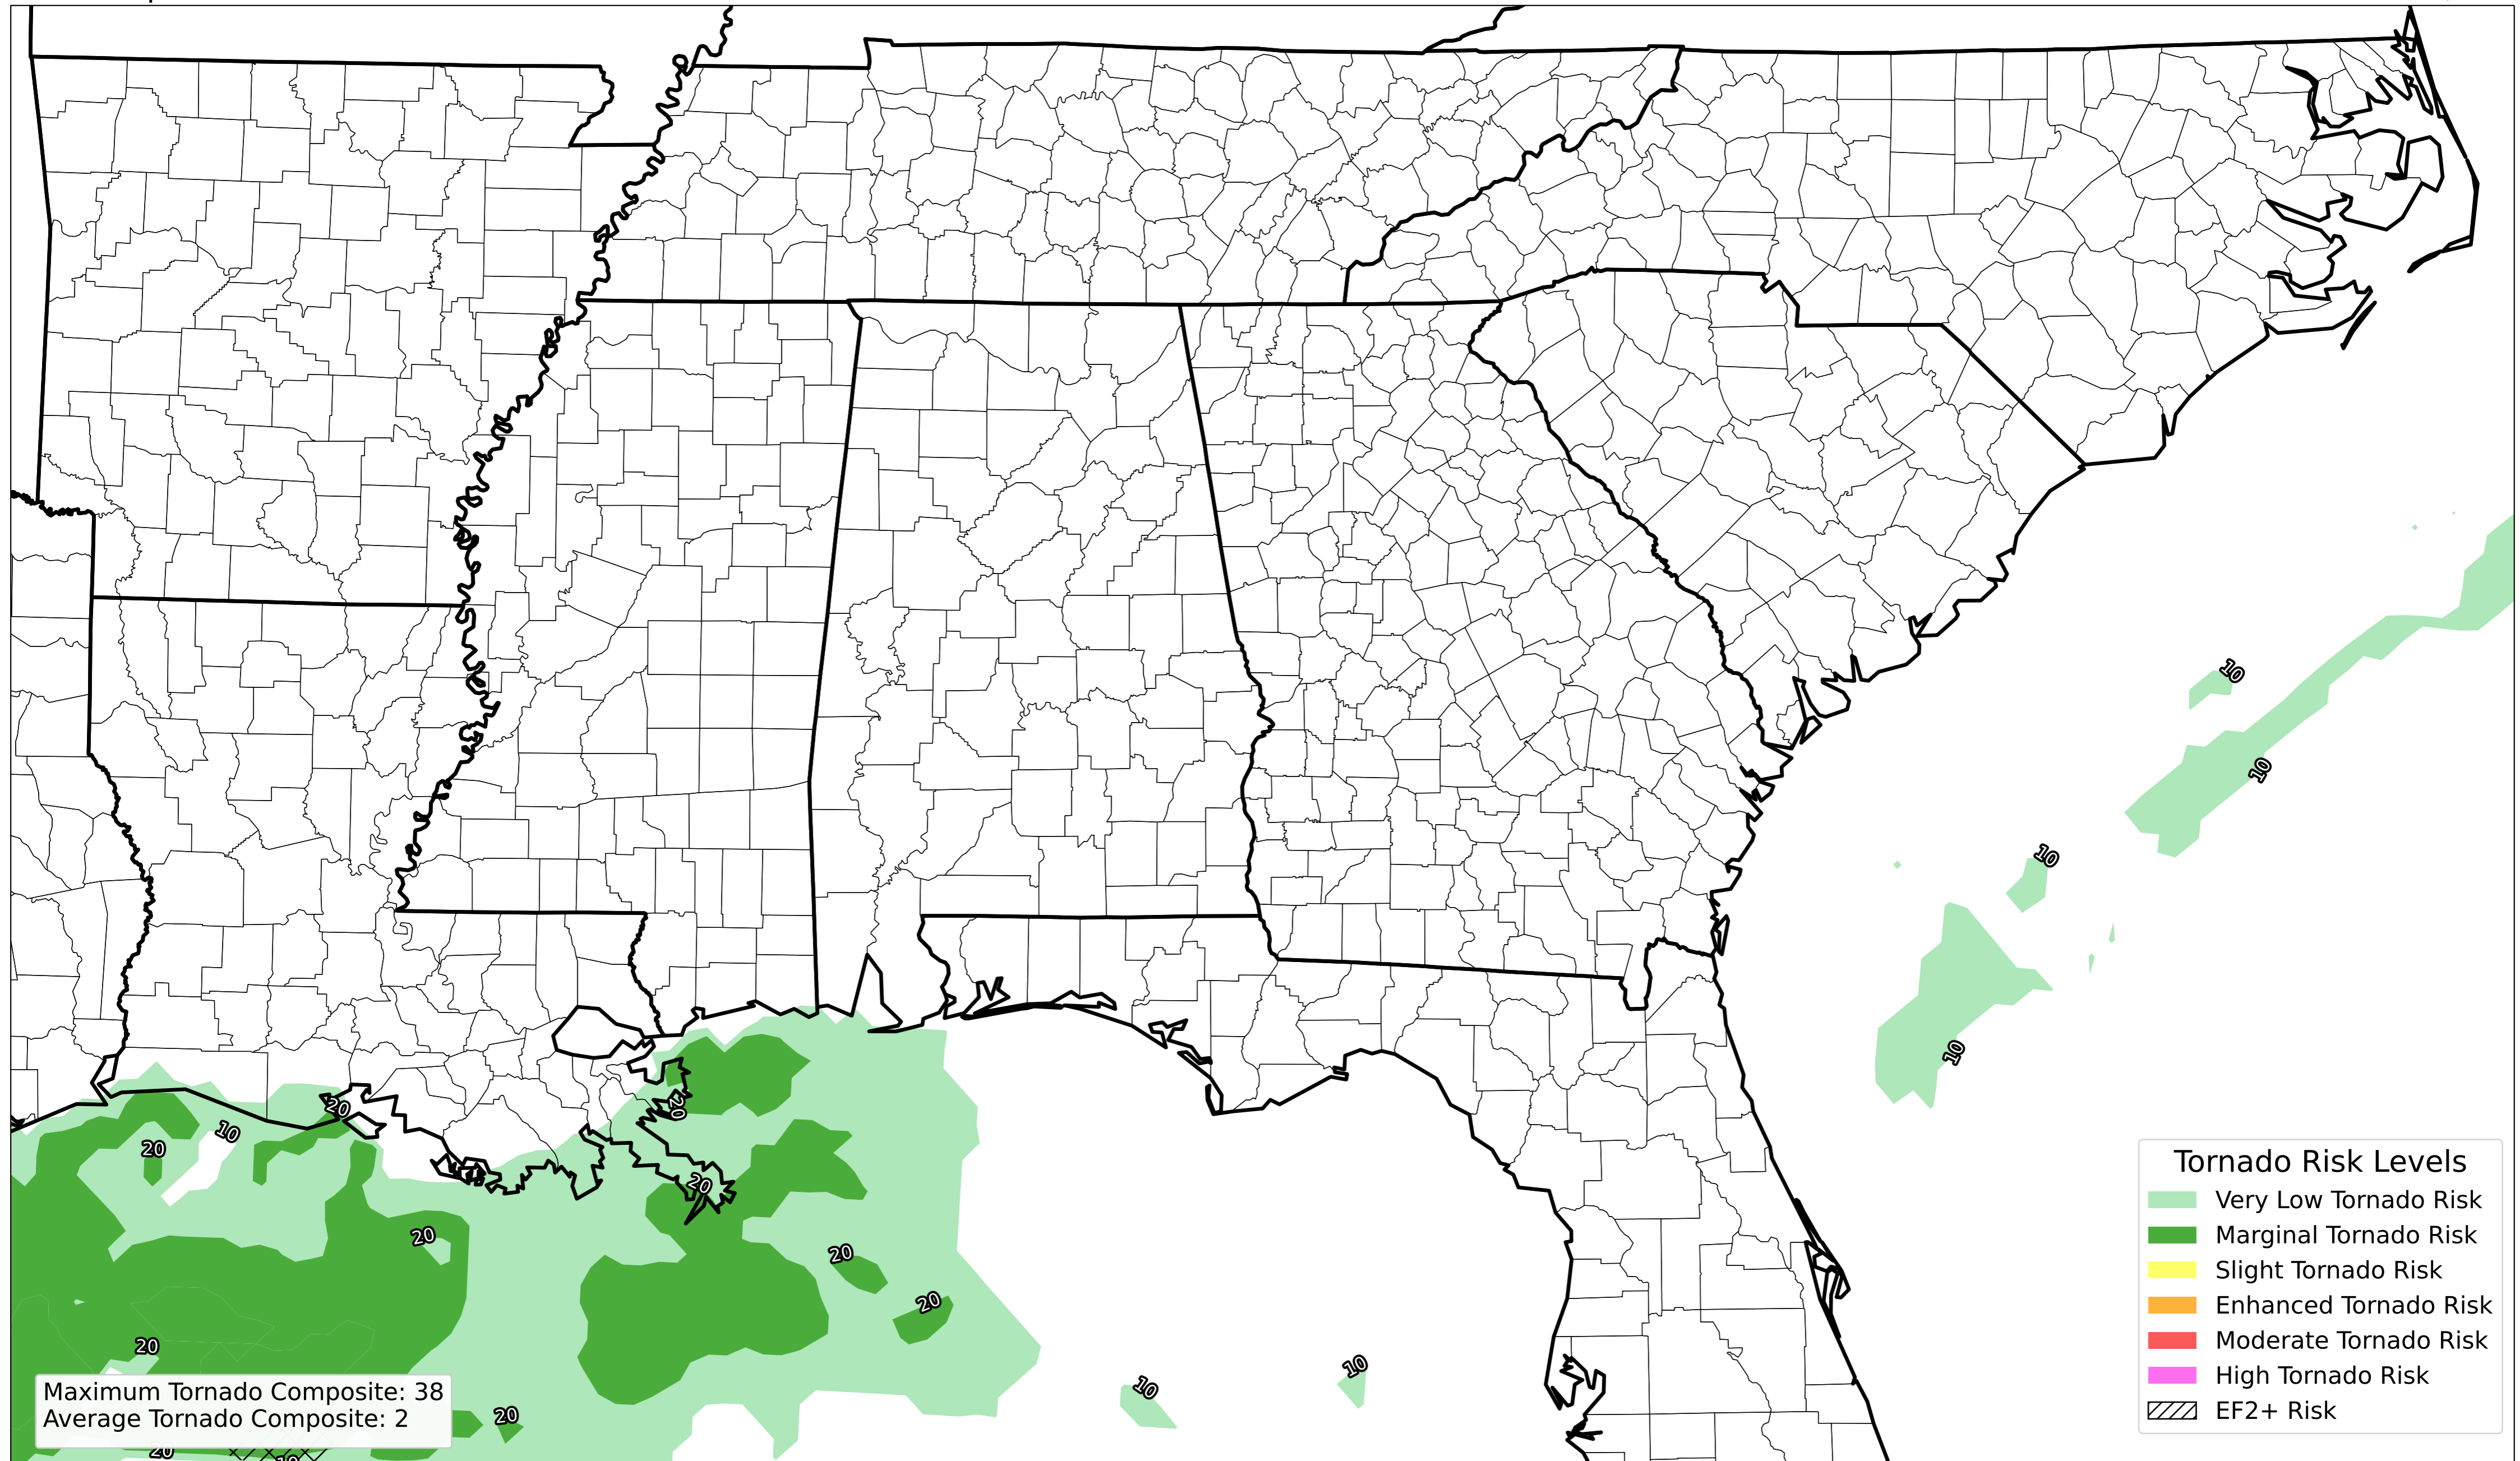 10
10
10
10
20
20
10
20
20
20
20
20
10
20
10
10
20
Tornado Risk Levels
Very Low Tornado Risk
Marginal Tornado Risk
Slight Tornado Risk
Enhanced Tornado Risk
Moderate Tornado Risk
High Tornado Risk
EF2+ Risk
Maximum Tornado Composite: 38
Average Tornado Composite: 2
20